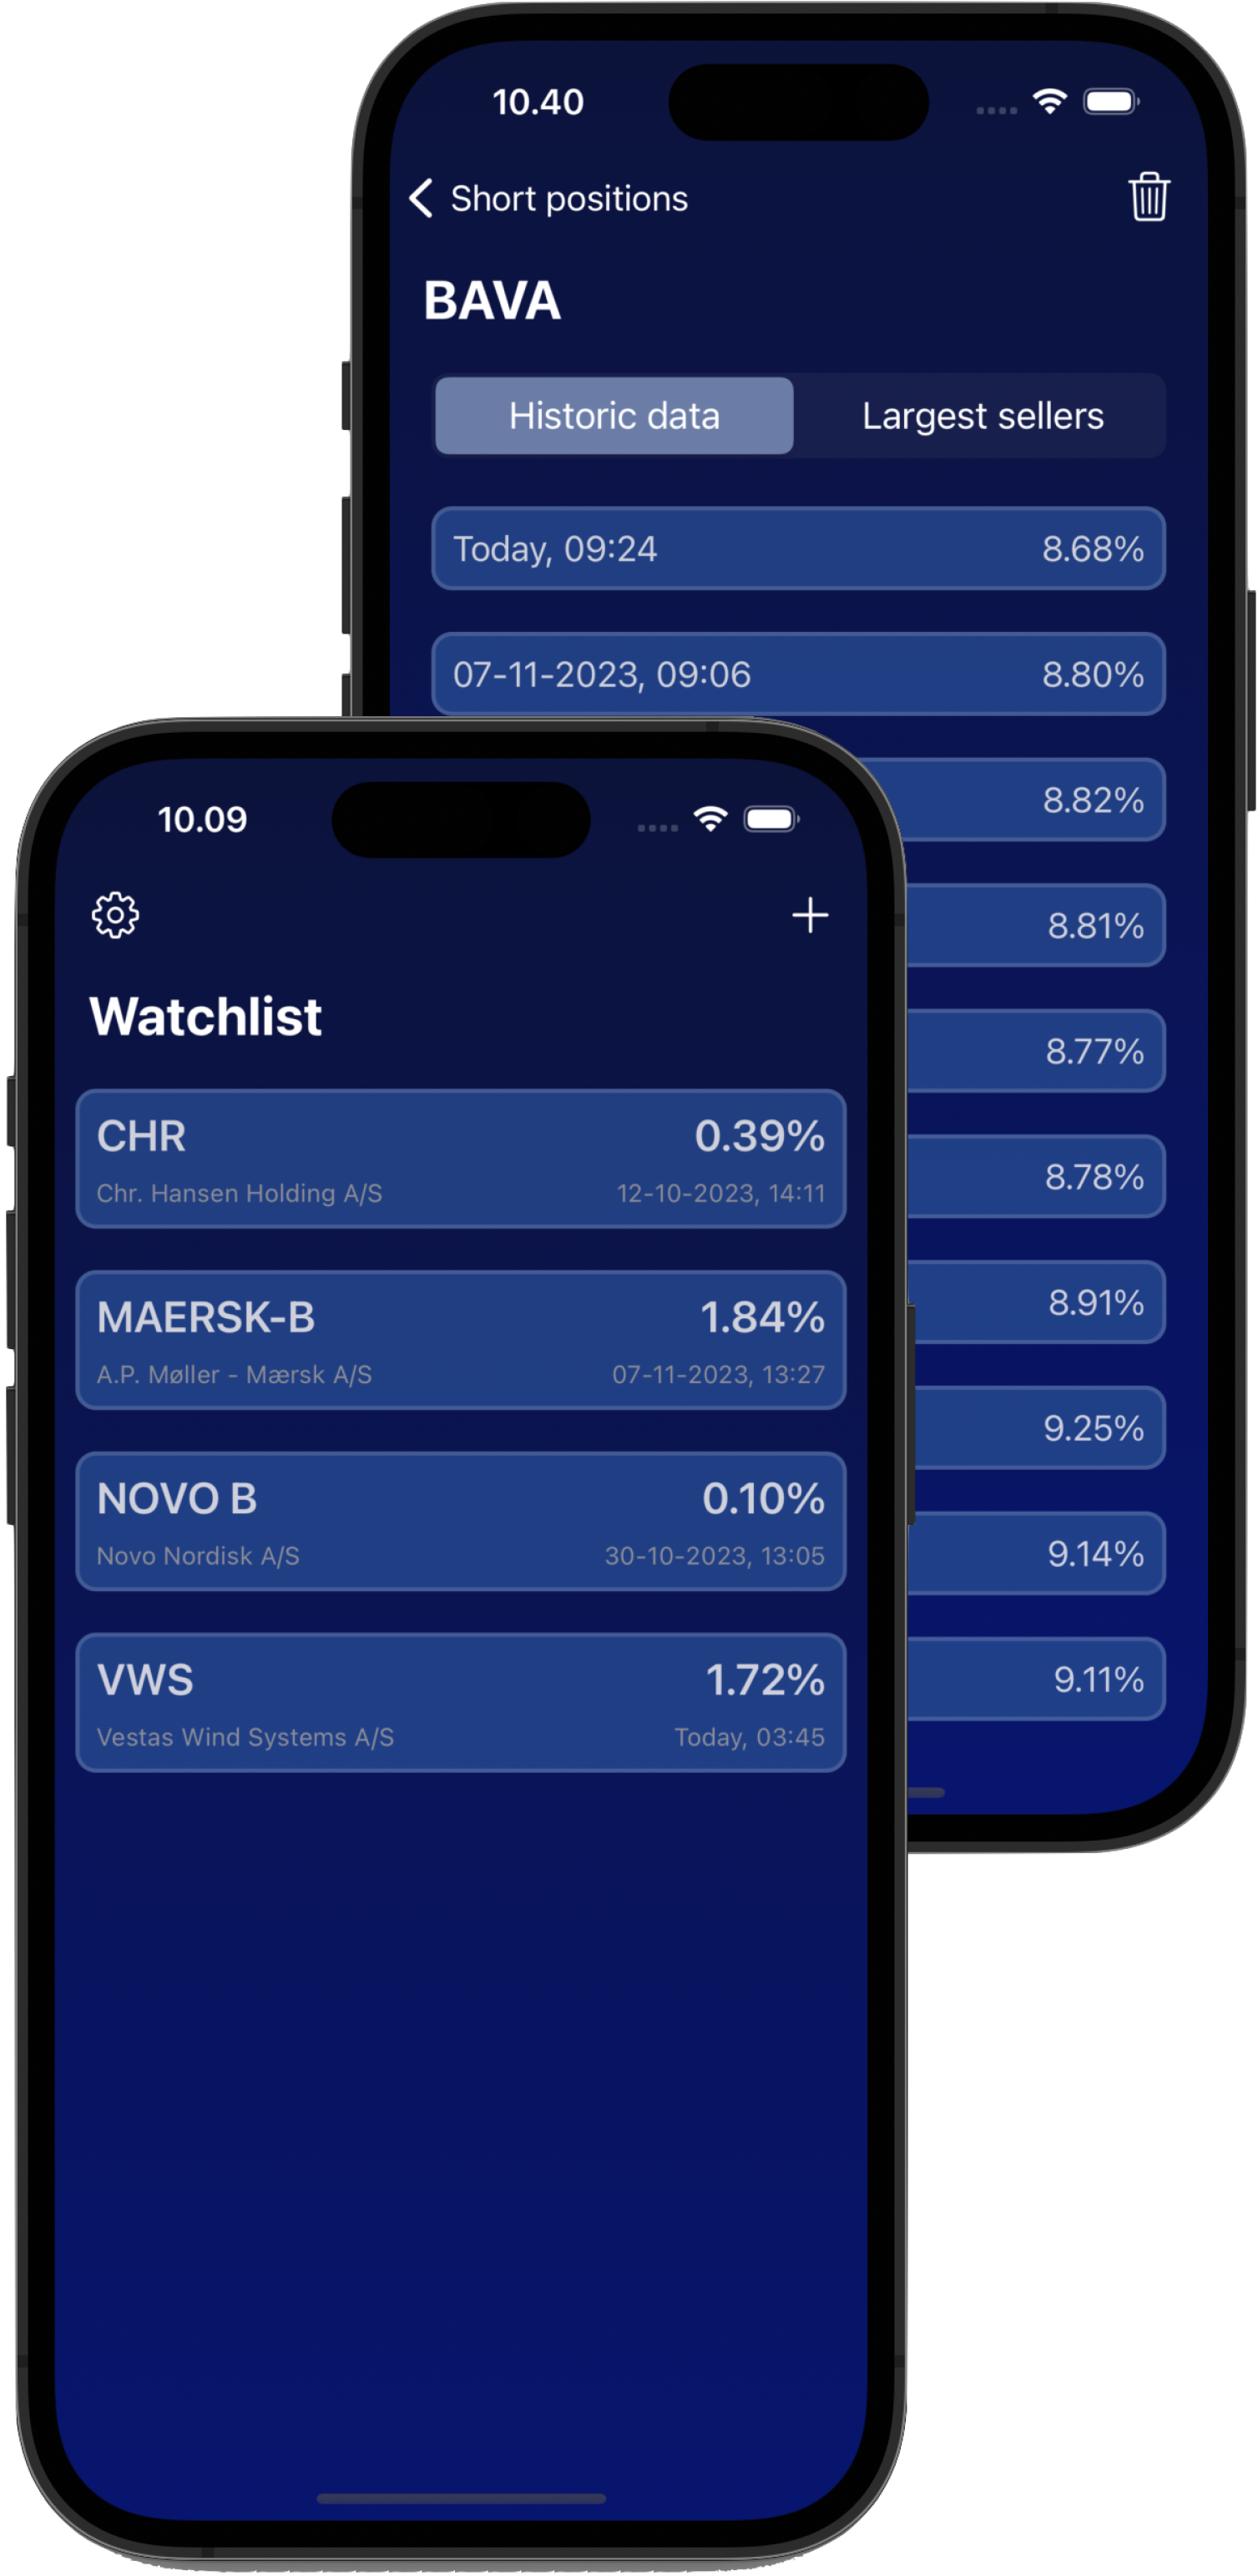 10.40
Short positions
BAVA
Historic data Largest sellers
Today, 09:24 8.68%
07-11-2023, 09:06 8.80%
8.82%
8.81%
8.77%
8.78%
8.91%
9.25%
9.14%
9.11%
10.09
Watchlist
CHR 0.39%
Chr. Hansen Holding A/S 12-10-2023, 14:11
MAERSK-B 1.84%
A.P. Møller - Mærsk A/S 07-11-2023, 13:27
NOVO B 0.10%
Novo Nordisk A/S 30-10-2023, 13:05
VWS 1.72%
Vestas Wind Systems A/S Today, 03:45